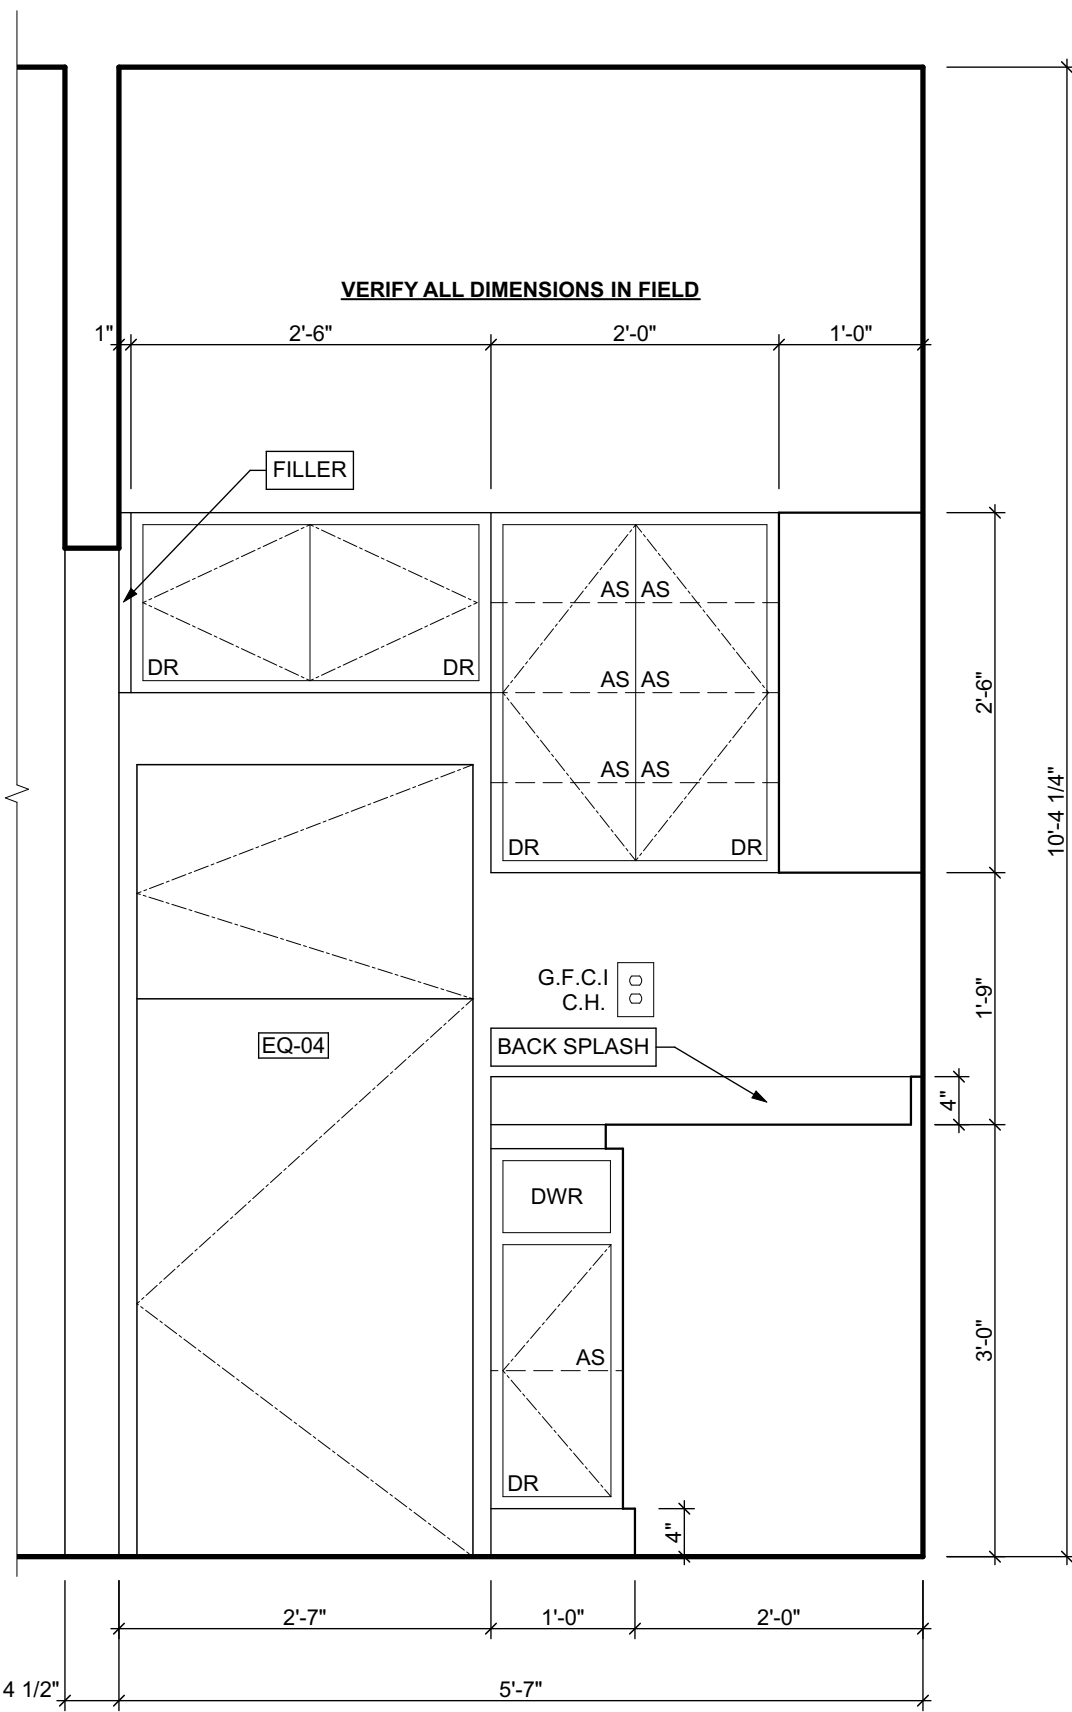 VERIFY ALL DIMENSIONS IN FIELD
1" 2'-6" 2'-0" 1'-0"
FILLER
AS AS
DR DR
2'-6"
AS AS
AS AS
10'-4 1/4"
DR DR
G.F.C.I
C.H.
1'-9"
EQ-04
BACK SPLASH
4"
DWR
3'-0"
AS
DR
4"
2'-7" 1'-0" 2'-0"
4 1/2" 5'-7"